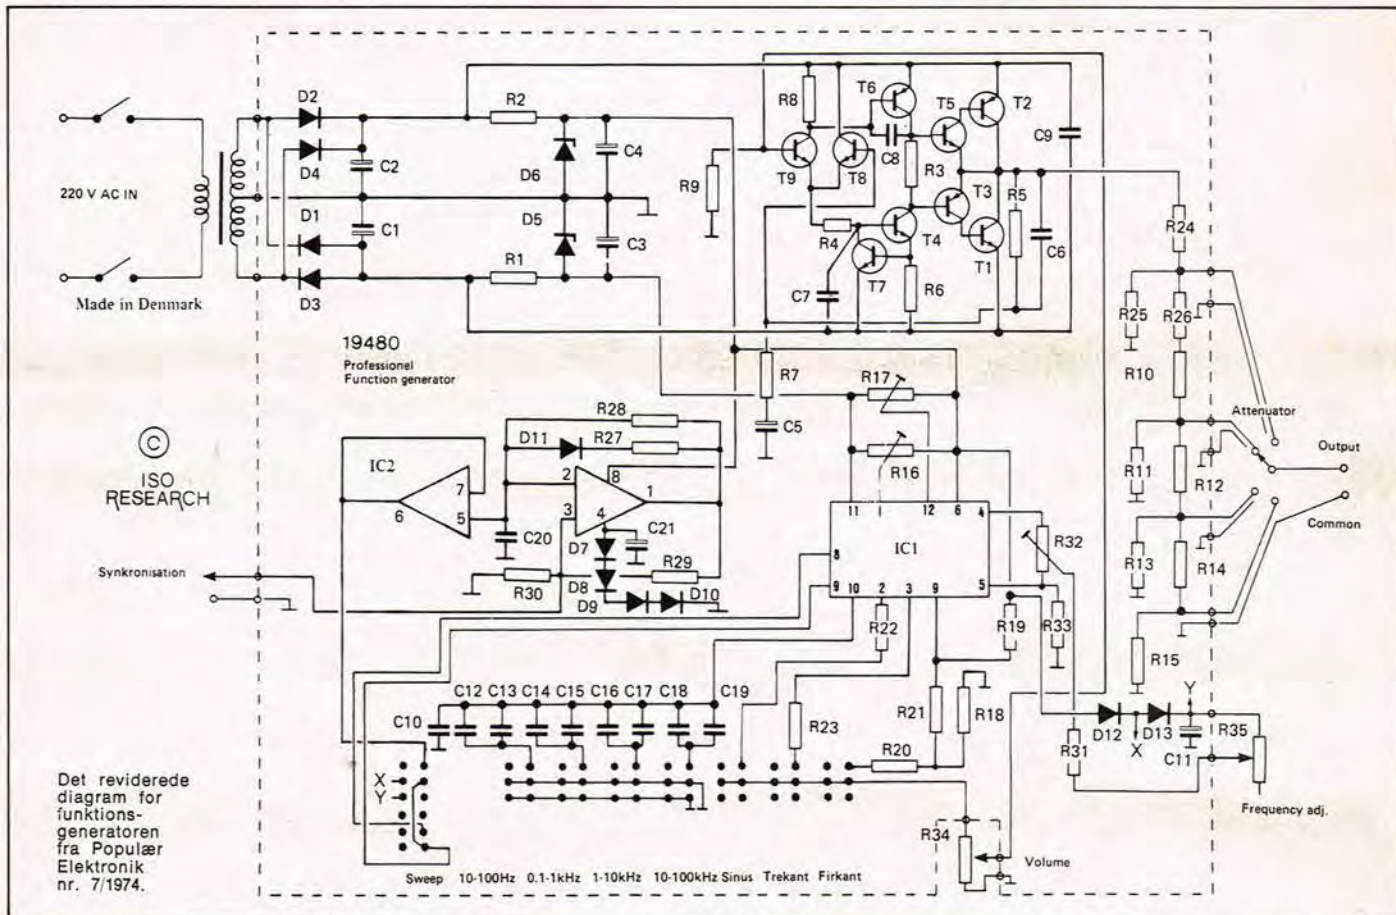 D2
R2
D4
C2
D6
C4
220 V AC IN
D1
C1
D5
C3
R1
D3
Made in Denmark
R8
T6
T5
T2
C9
R9
T9
T8
C8
R3
T3
R5
R4
T4
T1
C6
C7
T7
R6
R24
R25
R26
R10
19480
Professionel
Function generator
R7
C5
R17
R16
R28
D11
R27
IC2
7
6
5
2
8
1
3
4
C20
C21
D7
R29
R30
D8
D9
D10
© ISO
RESEARCH
Synkronisation
11
12
6
4
IC1
8
9
10
2
3
9
5
R32
R22
R19
R33
Attenuator
Output
R11
R12
Common
R13
R14
R15
C10
C12
C13
C14
C15
C16
C17
C18
C19
R23
R21
R18
R20
D12
X
D13
Y
C11
R31
R35
Frequency adj.
X
Y
R34
Volume
Sweep 10-100Hz 0.1-1kHz 1-10kHz 10-100kHz Sinus Trekant Firkant
Det reviderede
diagram for
funktions-
generatoren
fra Populær
Elektronik
nr. 7/1974.